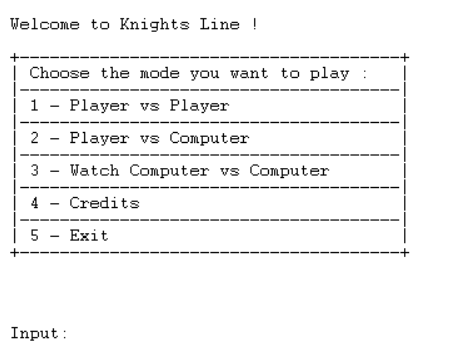 Welcome to Knights Line !
Choose the mode you want to play :
1 - Player vs Player
2 - Player vs Computer
3 - Watch Computer vs Computer
4 - Credits
5 - Exit
Input: